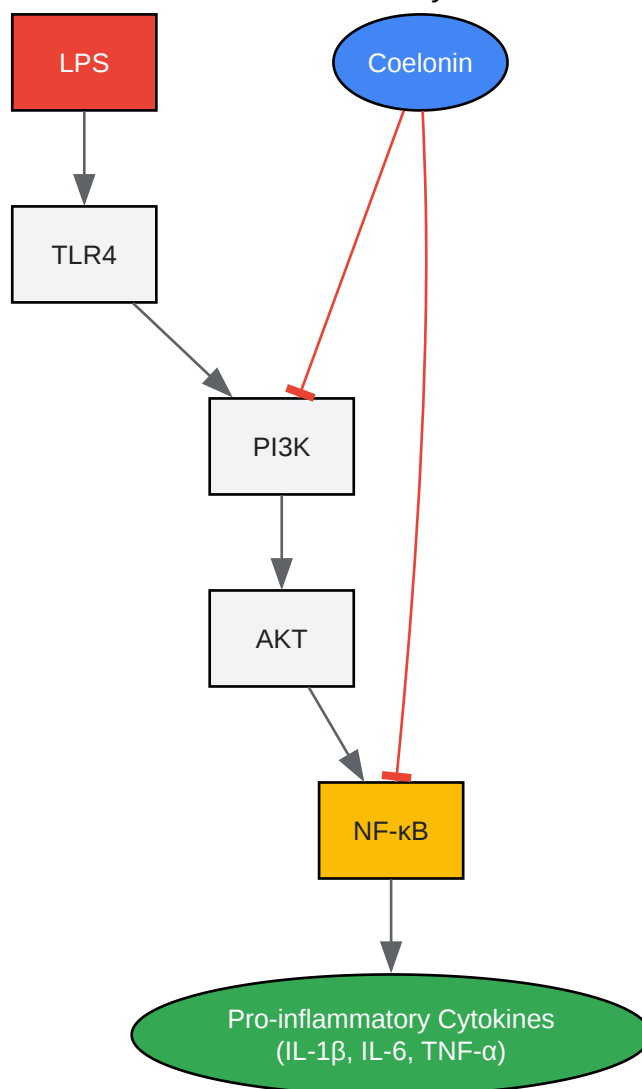 LPS
Coelonin
TLR4
PI3K
AKT
NF-κB
Pro-inflammatory Cytokines
(IL-1β, IL-6, TNF-α)